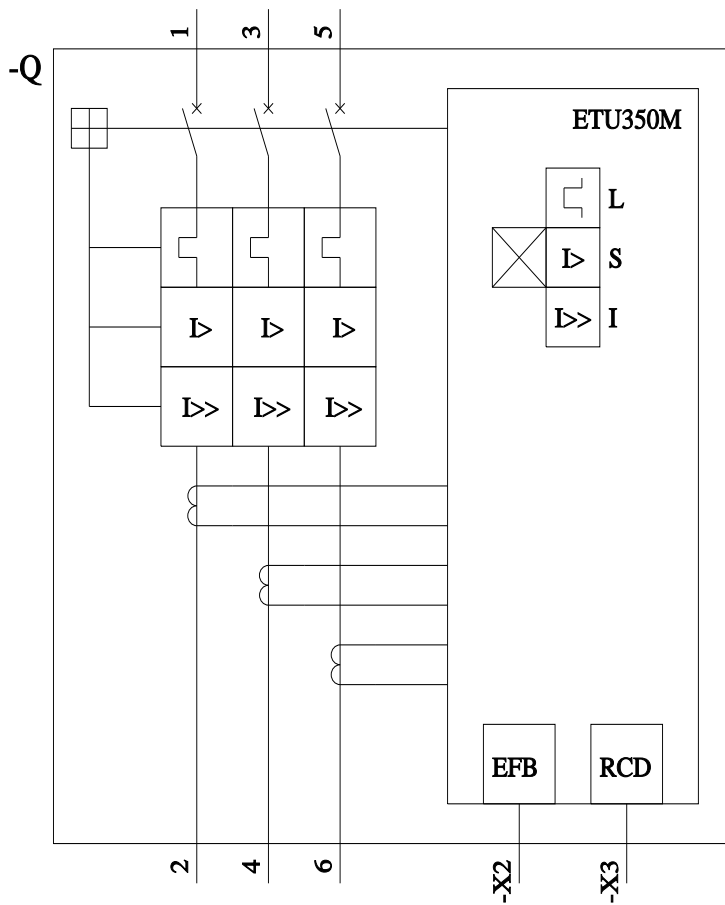 1 3 5
-Q
ETU350M
L
S
I> 
I
I>>
I> I> I>
I>> I>> I>>
EFB RCD
2 4 6 -X2 -X3